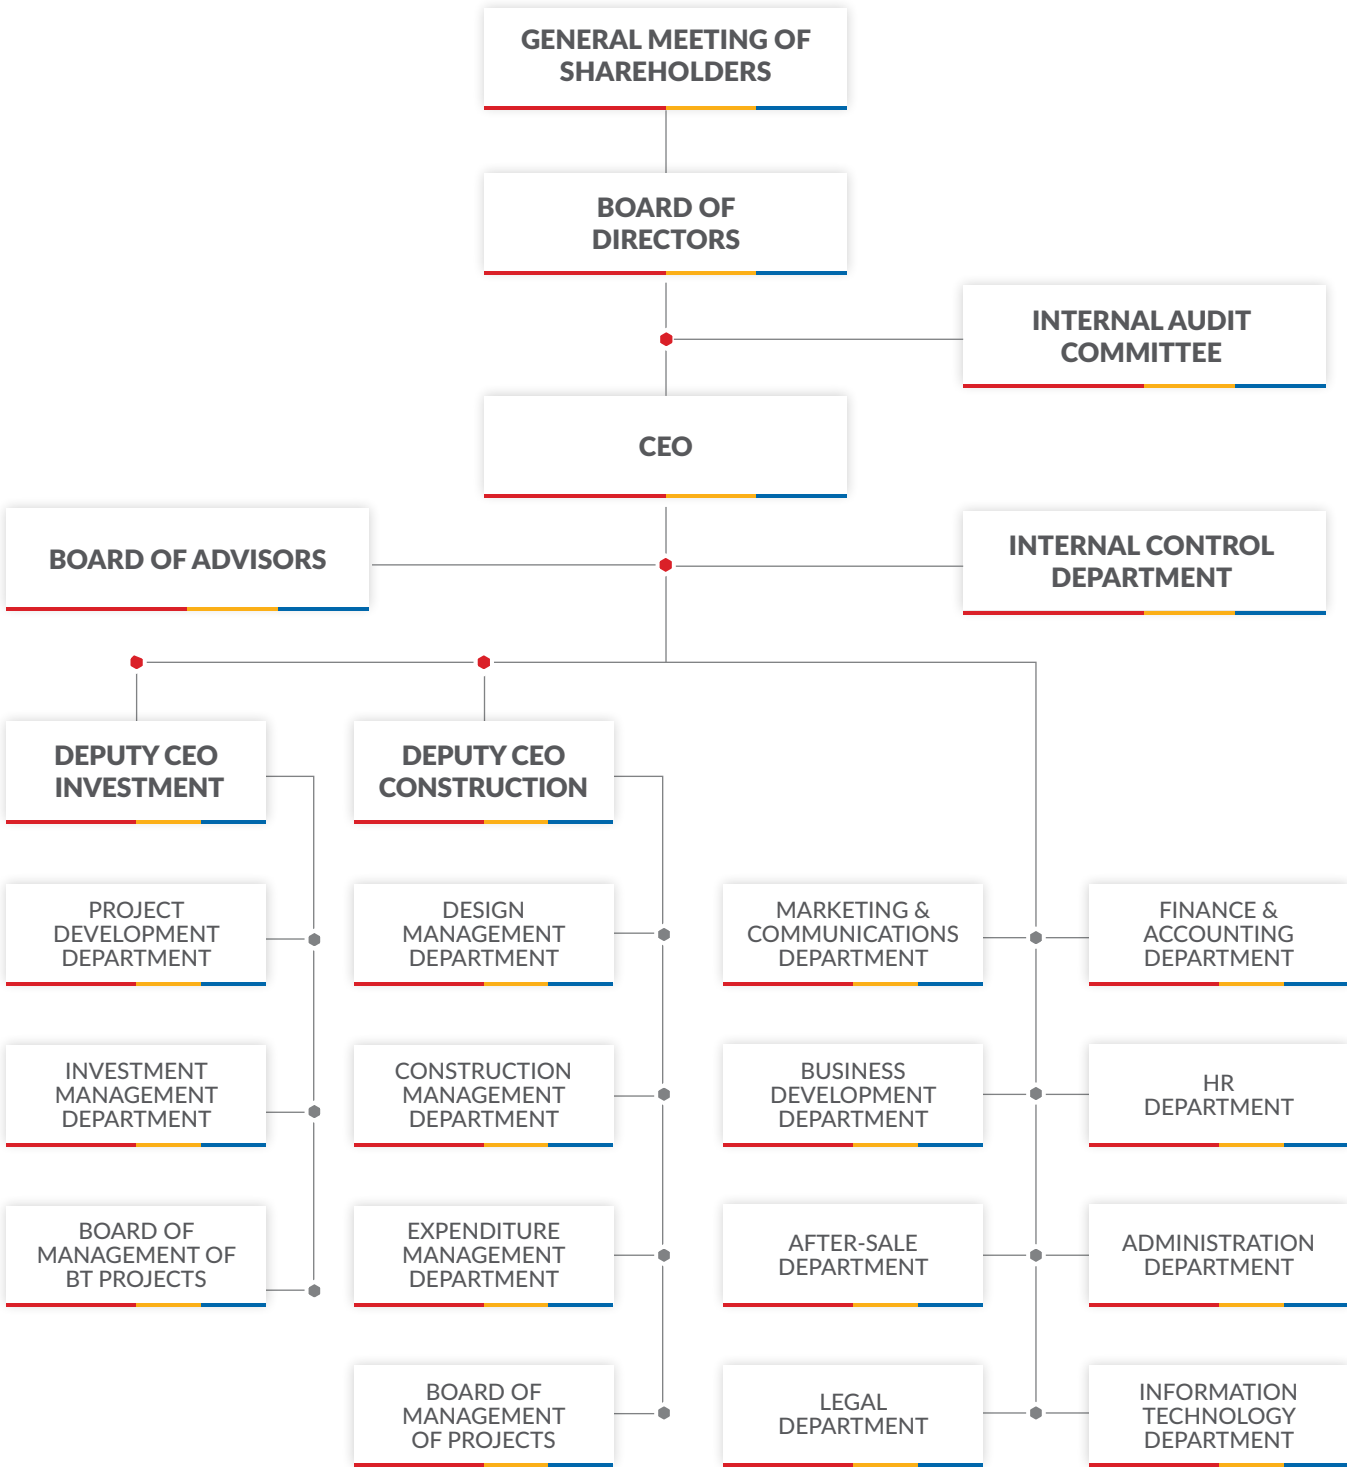 GENERAL MEETING OF
SHAREHOLDERS
BOARD OF
DIRECTORS
INTERNAL AUDIT
COMMITTEE
CEO
BOARD OF ADVISORS
INTERNAL CONTROL
DEPARTMENT
DEPUTY CEO
INVESTMENT
DEPUTY CEO
CONSTRUCTION
PROJECT
DEVELOPMENT
DEPARTMENT
DESIGN
MANAGEMENT
DEPARTMENT
MARKETING &
COMMUNICATIONS
DEPARTMENT
FINANCE &
ACCOUNTING
DEPARTMENT
INVESTMENT
MANAGEMENT
DEPARTMENT
CONSTRUCTION
MANAGEMENT
DEPARTMENT
BUSINESS
DEVELOPMENT
DEPARTMENT
HR
DEPARTMENT
BOARD OF
MANAGEMENT OF
BT PROJECTS
EXPENDITURE
MANAGEMENT
DEPARTMENT
AFTER-SALE
DEPARTMENT
ADMINISTRATION
DEPARTMENT
BOARD OF
MANAGEMENT
OF PROJECTS
LEGAL
DEPARTMENT
INFORMATION
TECHNOLOGY
DEPARTMENT